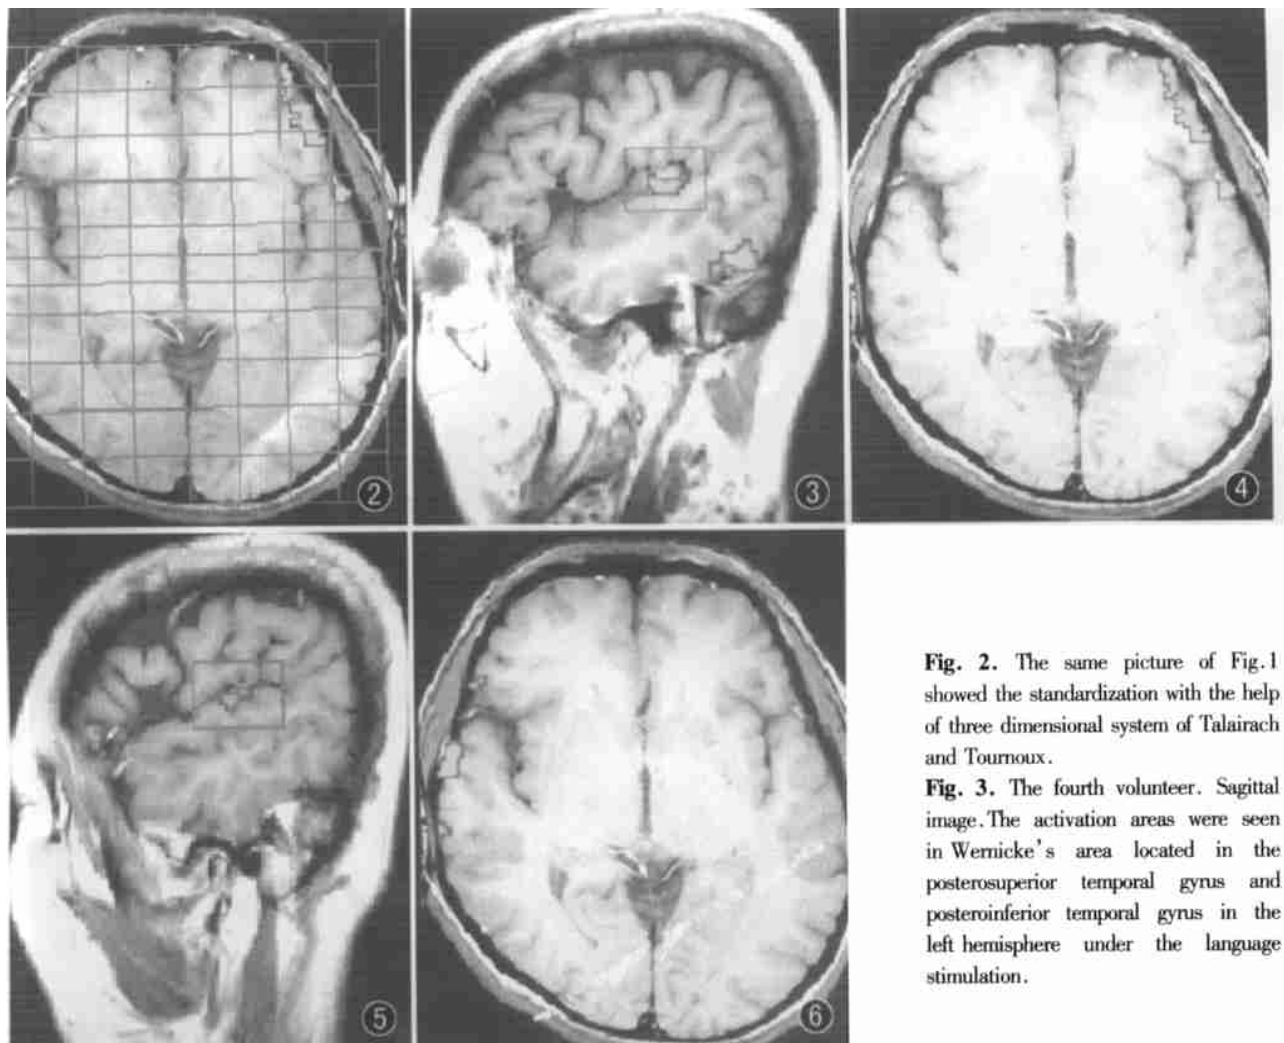 2
3
4
5
6
Fig. 2. The same picture of Fig.1
showed the standardization with the help
of three dimensional system of Talairach
and Tournoux.
Fig. 3. The fourth volunteer. Sagittal
image.The activation areas were seen
in Wernicke's area located in the
posterosuperior temporal gyrus and
posteroinferior temporal gyrus in the
left hemisphere under the language
stimulation.